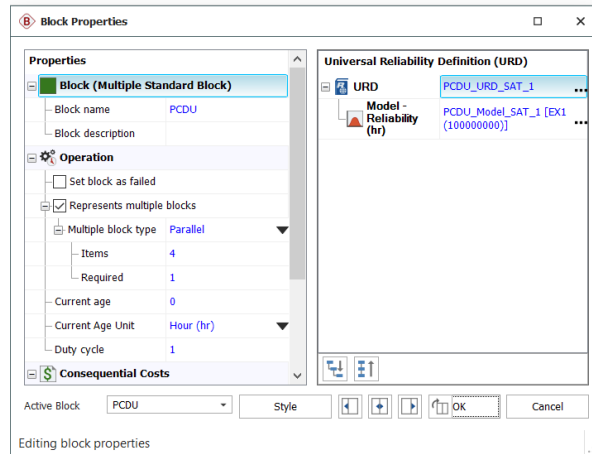 B Block Properties
Properties
Block (Multiple Standard Block)
Block name PCDU
Block description
Operation
Set block as failed
Represents multiple blocks
Multiple block type Parallel
Items 4
Required 1
Current age 0
Current Age Unit Hour (hr)
Duty cycle 1
$ Consequential Costs
Universal Reliability Definition (URD)
URD PCDU_URD_SAT_1 ...
Model - Reliability (hr) PCDU_Model_SAT_1 [EX1 (100000000)] ...
Active Block PCDU Style OK Cancel
Editing block properties